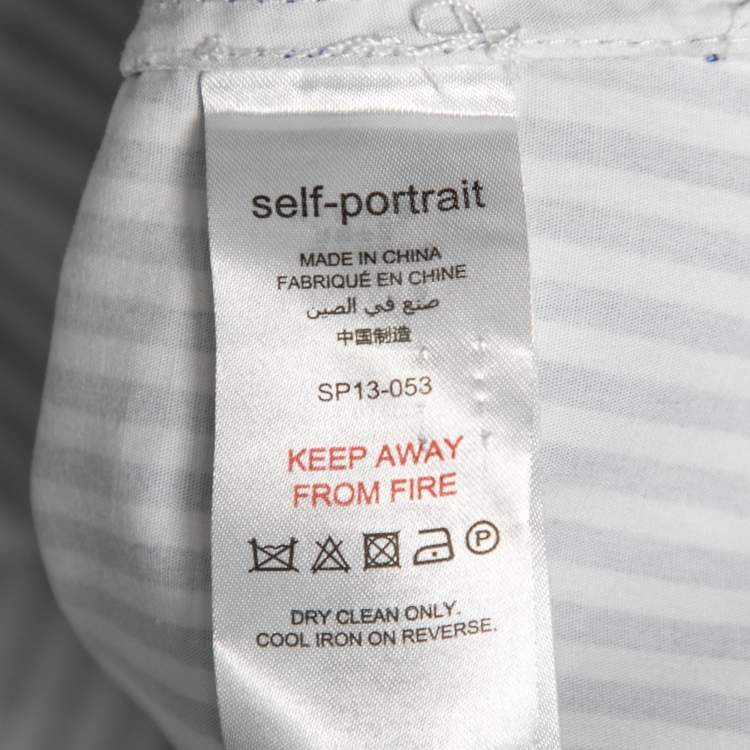 self-portrait
MADE IN CHINA
FABRIQUÉ EN CHINE
صنع في الصين
中国制造
SP13-053
KEEP AWAY
FROM FIRE
P
DRY CLEAN ONLY.
COOL IRON ON REVERSE.